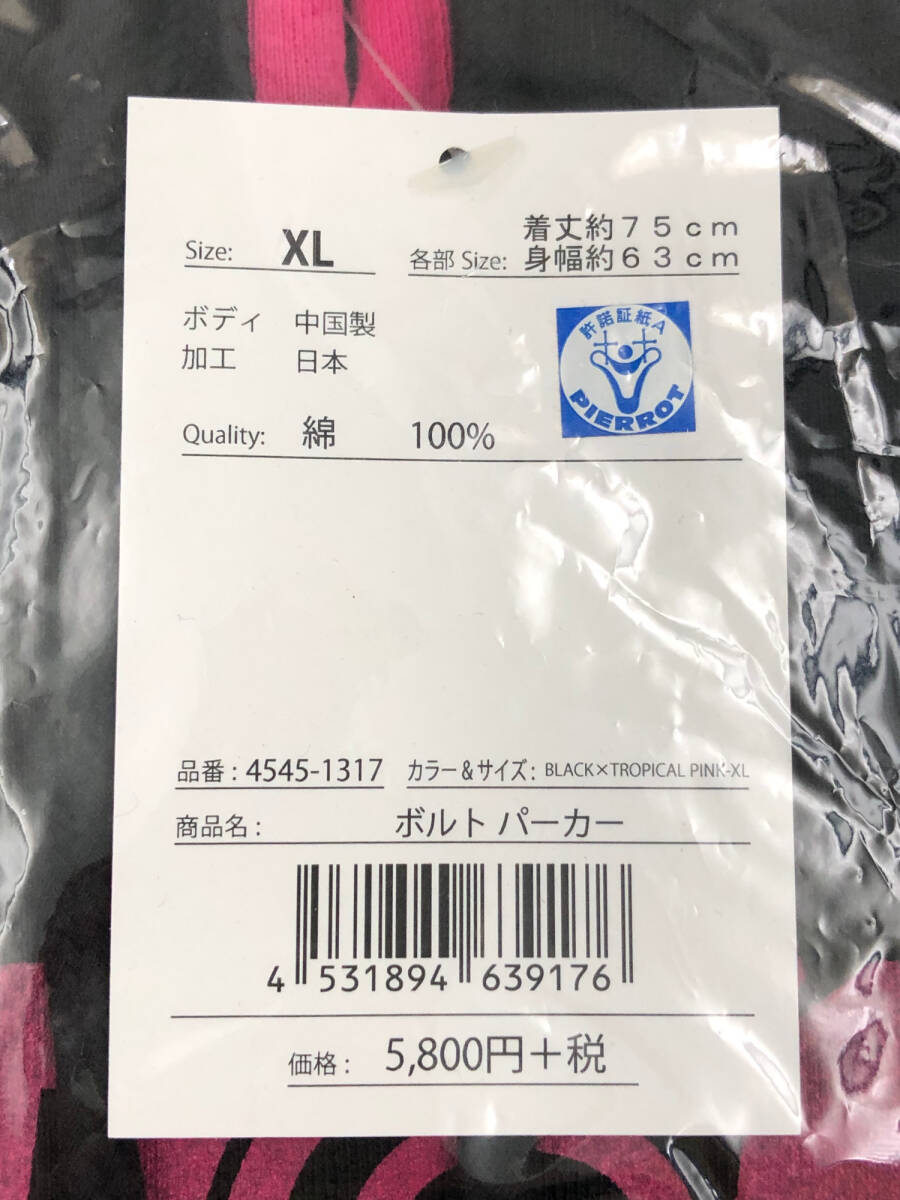 Size: XL 各部 Size: 着丈約７５ｃｍ
身幅約６３ｃｍ
ボディ 中国製
加工 日本
許諾証紙A
PIERROT
Quality: 綿 100%
品番 : 4545-1317 カラー＆サイズ : BLACK×TROPICAL PINK-XL
商品名 : ボルト パーカー
4 531894 639176
価格 : 5,800円＋税